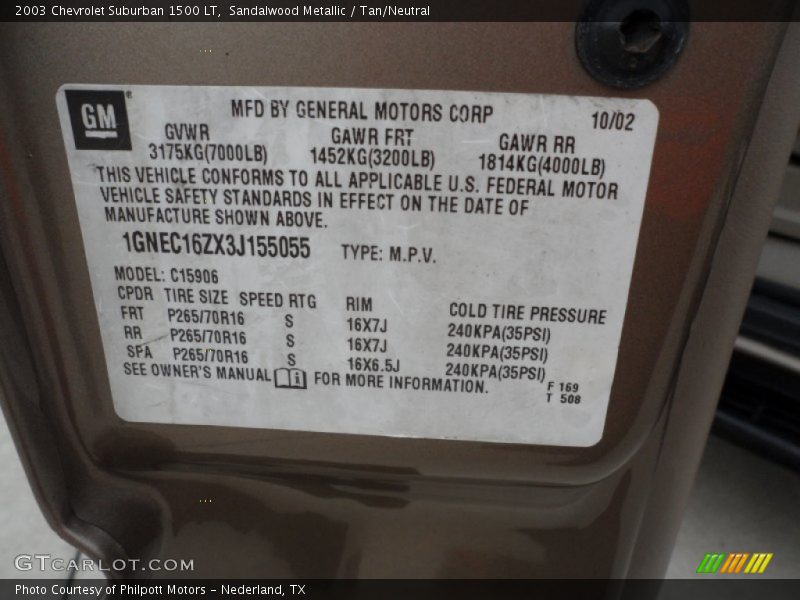 2003 Chevrolet Suburban 1500 LT, Sandalwood Metallic / Tan/Neutral
GM
MFD BY GENERAL MOTORS CORP 10/02
GVWR GAWR FRT GAWR RR
3175KG(7000LB) 1452KG(3200LB) 1814KG(4000LB)
THIS VEHICLE CONFORMS TO ALL APPLICABLE U.S. FEDERAL MOTOR
VEHICLE SAFETY STANDARDS IN EFFECT ON THE DATE OF
MANUFACTURE SHOWN ABOVE.
1GNEC16ZX3J155055 TYPE: M.P.V.
MODEL: C15906
CPDR TIRE SIZE SPEED RTG RIM COLD TIRE PRESSURE
FRT P265/70R16 S 16X7J 240KPA(35PSI)
RR P265/70R16 S 16X7J 240KPA(35PSI)
SFA P265/70R16 S 16X6.5J 240KPA(35PSI)
SEE OWNER'S MANUAL i FOR MORE INFORMATION.
F 169
T 508
GTCARLOT.COM
Photo Courtesy of Philpott Motors - Nederland, TX